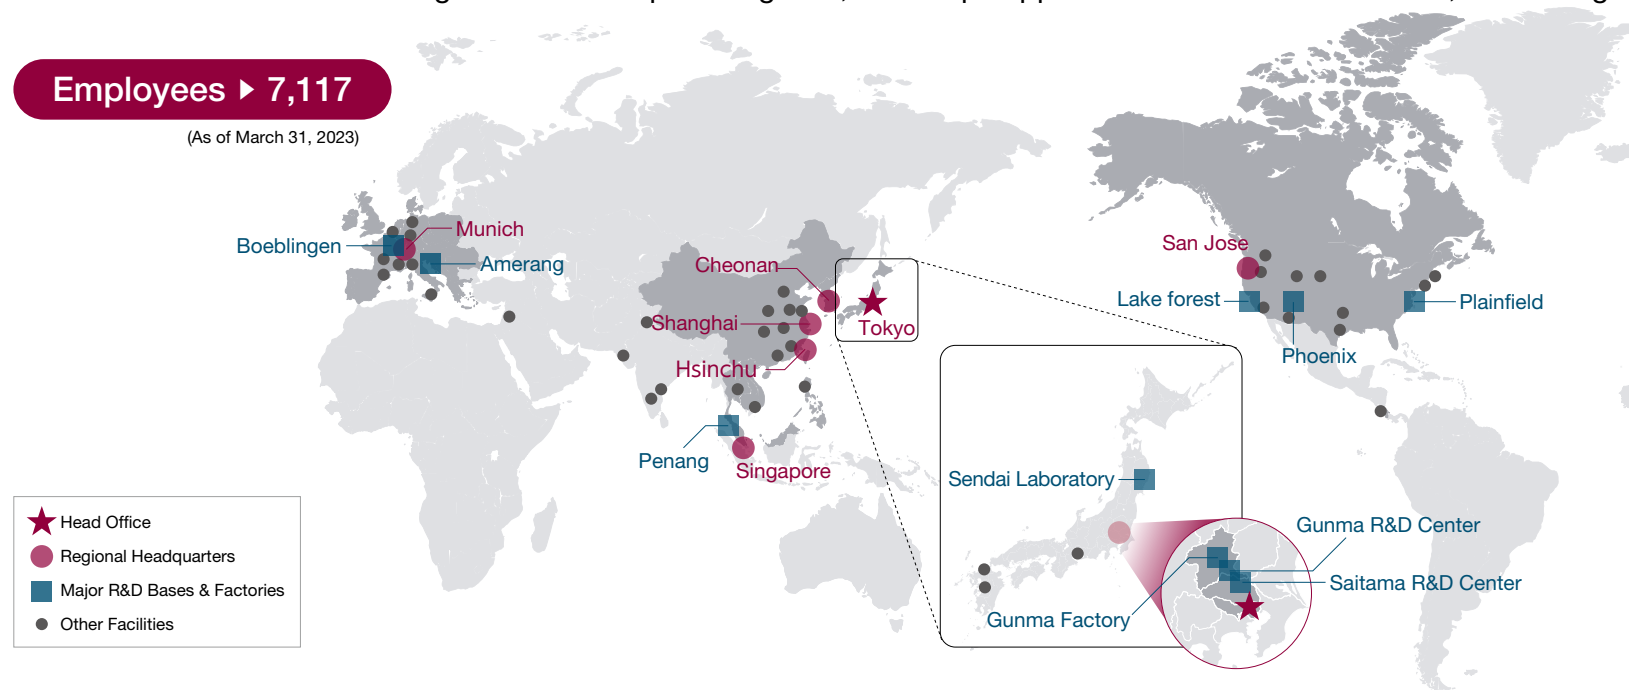 Employees ▶ 7,117
(As of March 31, 2023)
Boeblingen
Munich
Amerang
Cheonan
Shanghai
Hsinchu
Tokyo
Penang
Singapore
San Jose
Lake forest
Plainfield
Phoenix
Sendai Laboratory
Gunma R&D Center
Saitama R&D Center
Gunma Factory
Head Office
Regional Headquarters
Major R&D Bases & Factories
Other Facilities